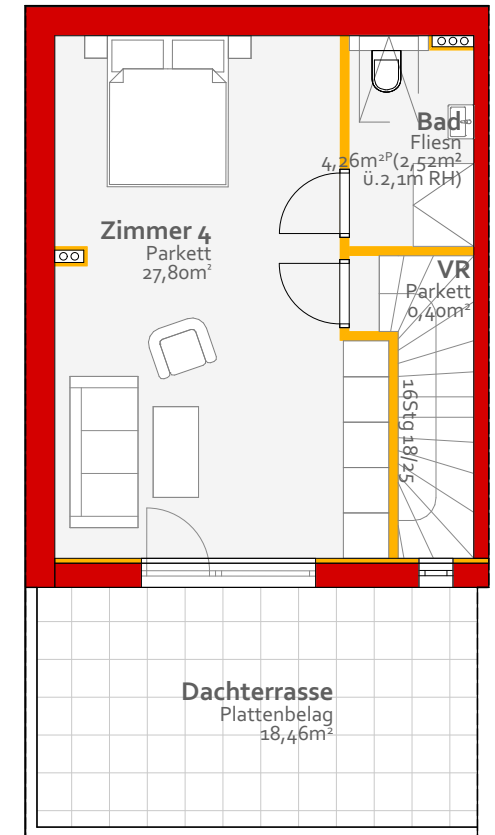 Bad
Fliesn
4,26m²ᴾ(2,52m²
ü.2,1m RH)
Zimmer 4
Parkett
27,80m²
VR
Parkett
0,40m²
16Stg 18/25
Dachterrasse
Plattenbelag
18,46m²